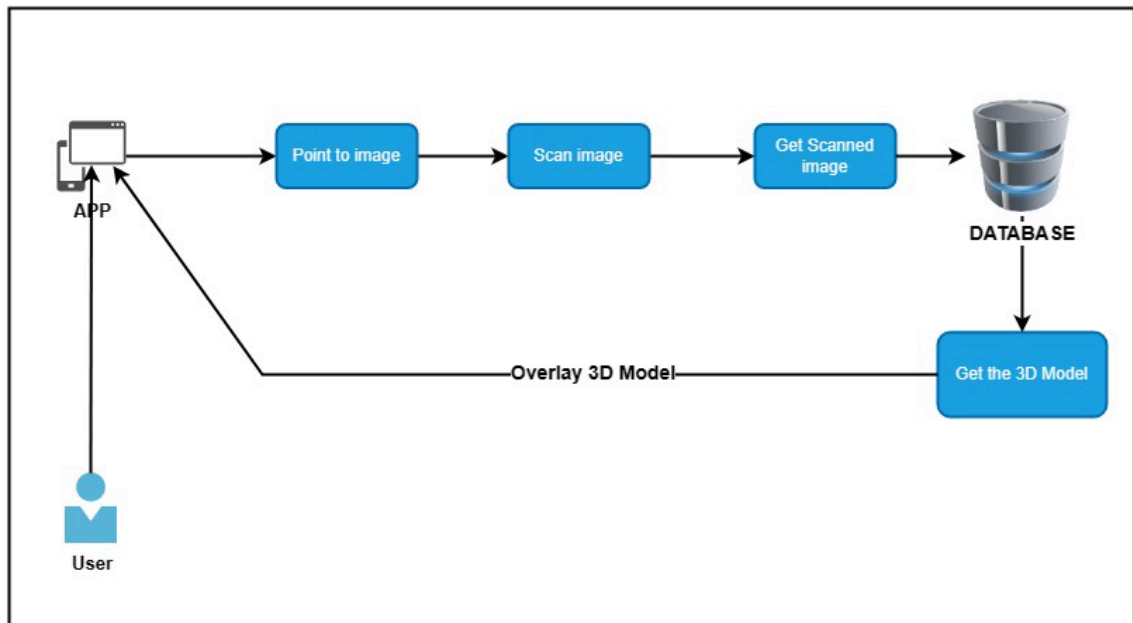 APP
Point to image
Scan image
Get Scanned
image
DATABASE
Overlay 3D Model
Get the 3D Model
User